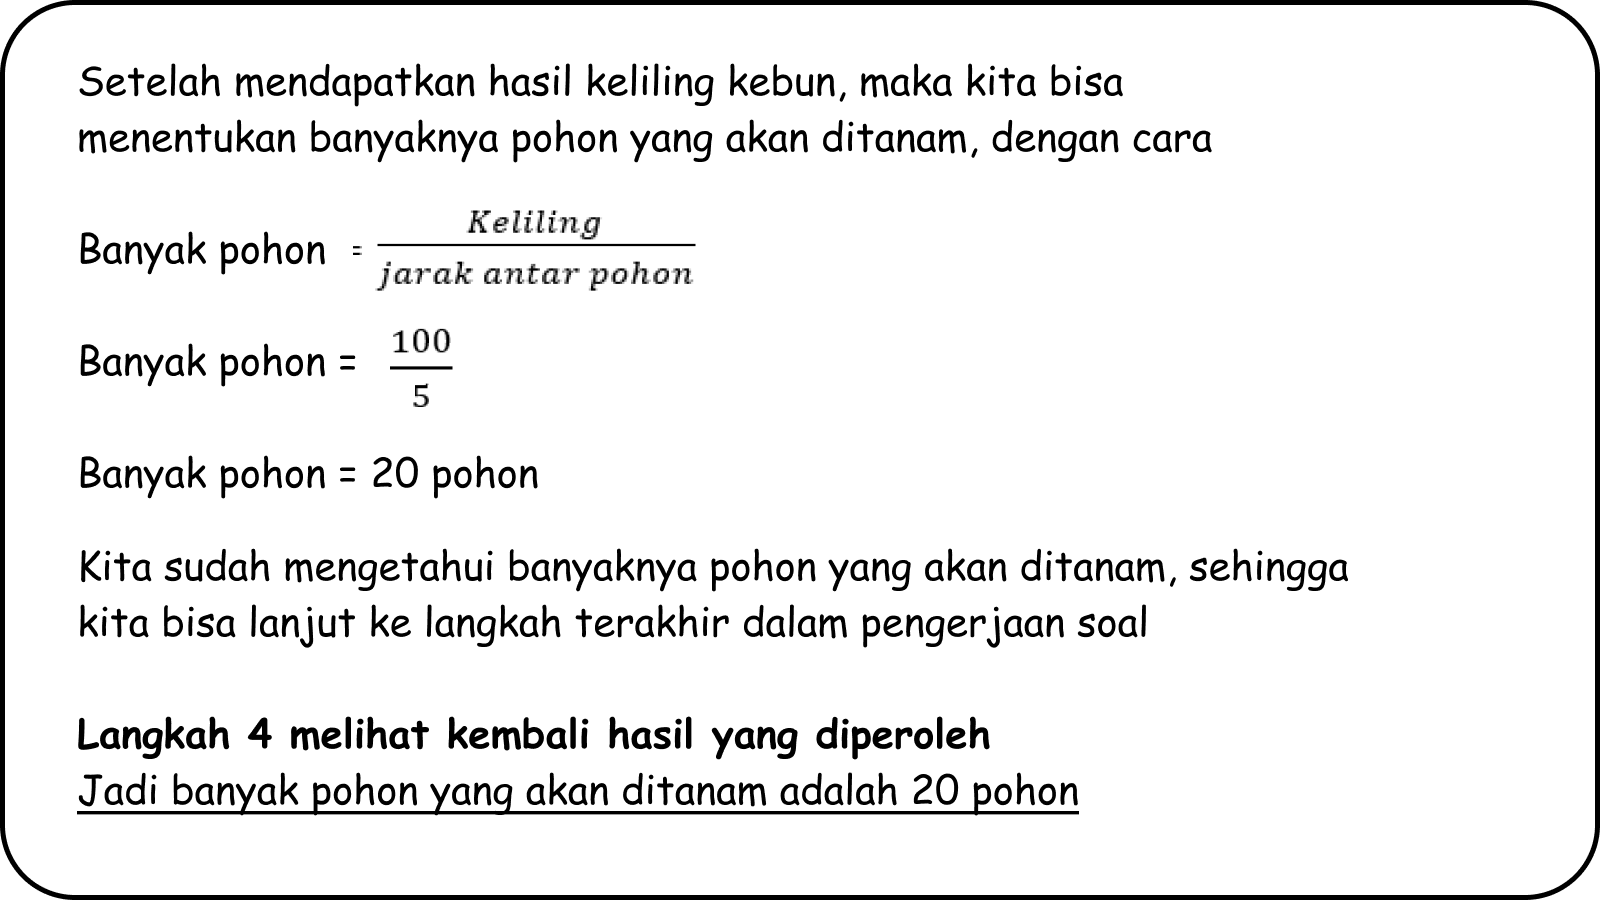 Setelah mendapatkan hasil keliling kebun, maka kita bisa
menentukan banyaknya pohon yang akan ditanam, dengan cara
Banyak pohon = Keliling / jarak antar pohon
Banyak pohon = 100 / 5
Banyak pohon = 20 pohon
Kita sudah mengetahui banyaknya pohon yang akan ditanam, sehingga
kita bisa lanjut ke langkah terakhir dalam pengerjaan soal
Langkah 4 melihat kembali hasil yang diperoleh
Jadi banyak pohon yang akan ditanam adalah 20 pohon